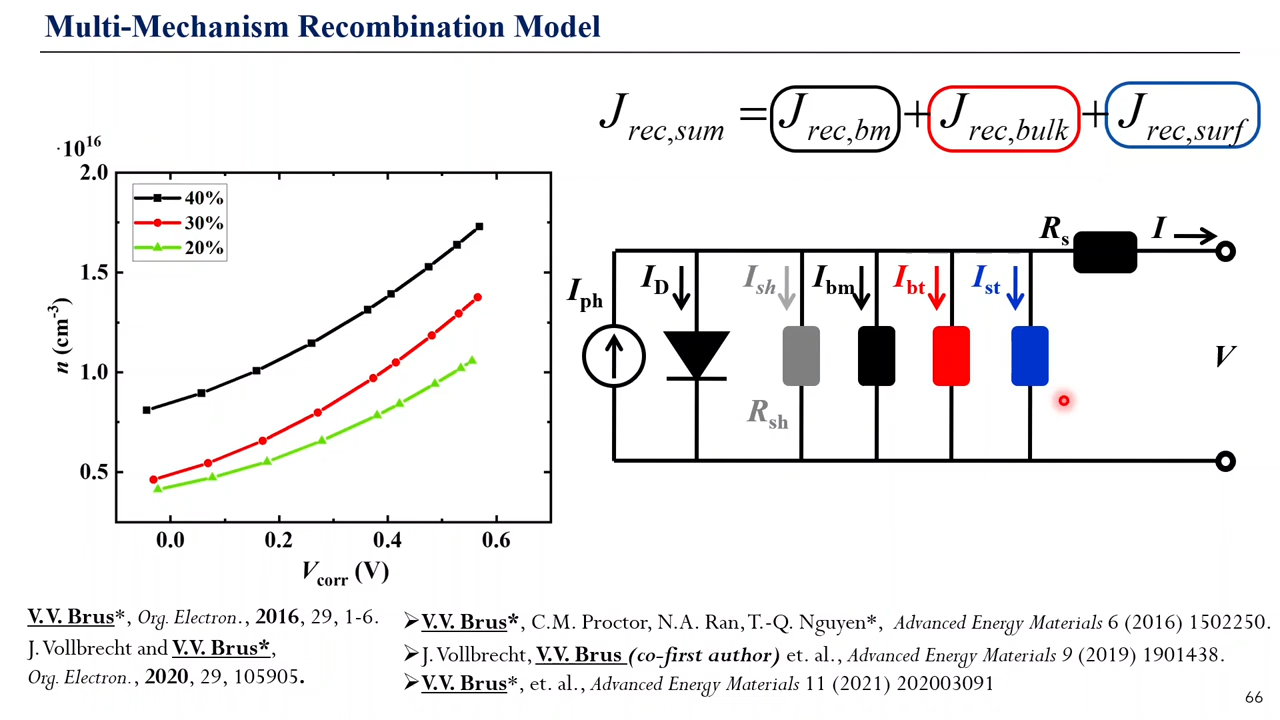 Multi-Mechanism Recombination Model
J rec,sum = J rec,bm + J rec,bulk + J rec,surf
·10^16
2.0
1.5
1.0
0.5
n (cm^-3)
40%
30%
20%
0.0 0.2 0.4 0.6
V_corr (V)
R_s I
I_ph I_D I_sh I_bm I_bt I_st
V
R_sh
V.V. Brus*, Org. Electron., 2016, 29, 1-6.
J. Vollbrecht and V.V. Brus*,
Org. Electron., 2020, 29, 105905.
➢V.V. Brus*, C.M. Proctor, N.A. Ran, T.-Q. Nguyen*, Advanced Energy Materials 6 (2016) 1502250.
➢J. Vollbrecht, V.V. Brus (co-first author) et. al., Advanced Energy Materials 9 (2019) 1901438.
➢V.V. Brus*, et. al., Advanced Energy Materials 11 (2021) 202003091
66